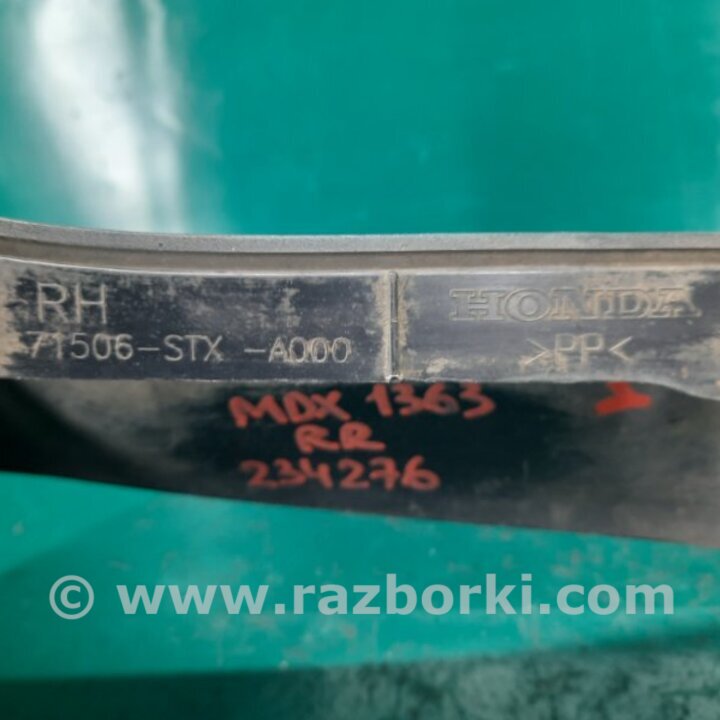 RH
71506-STX -A000
HONDA
>PP<
MDX 1363
RR
234276
© www.razborki.com